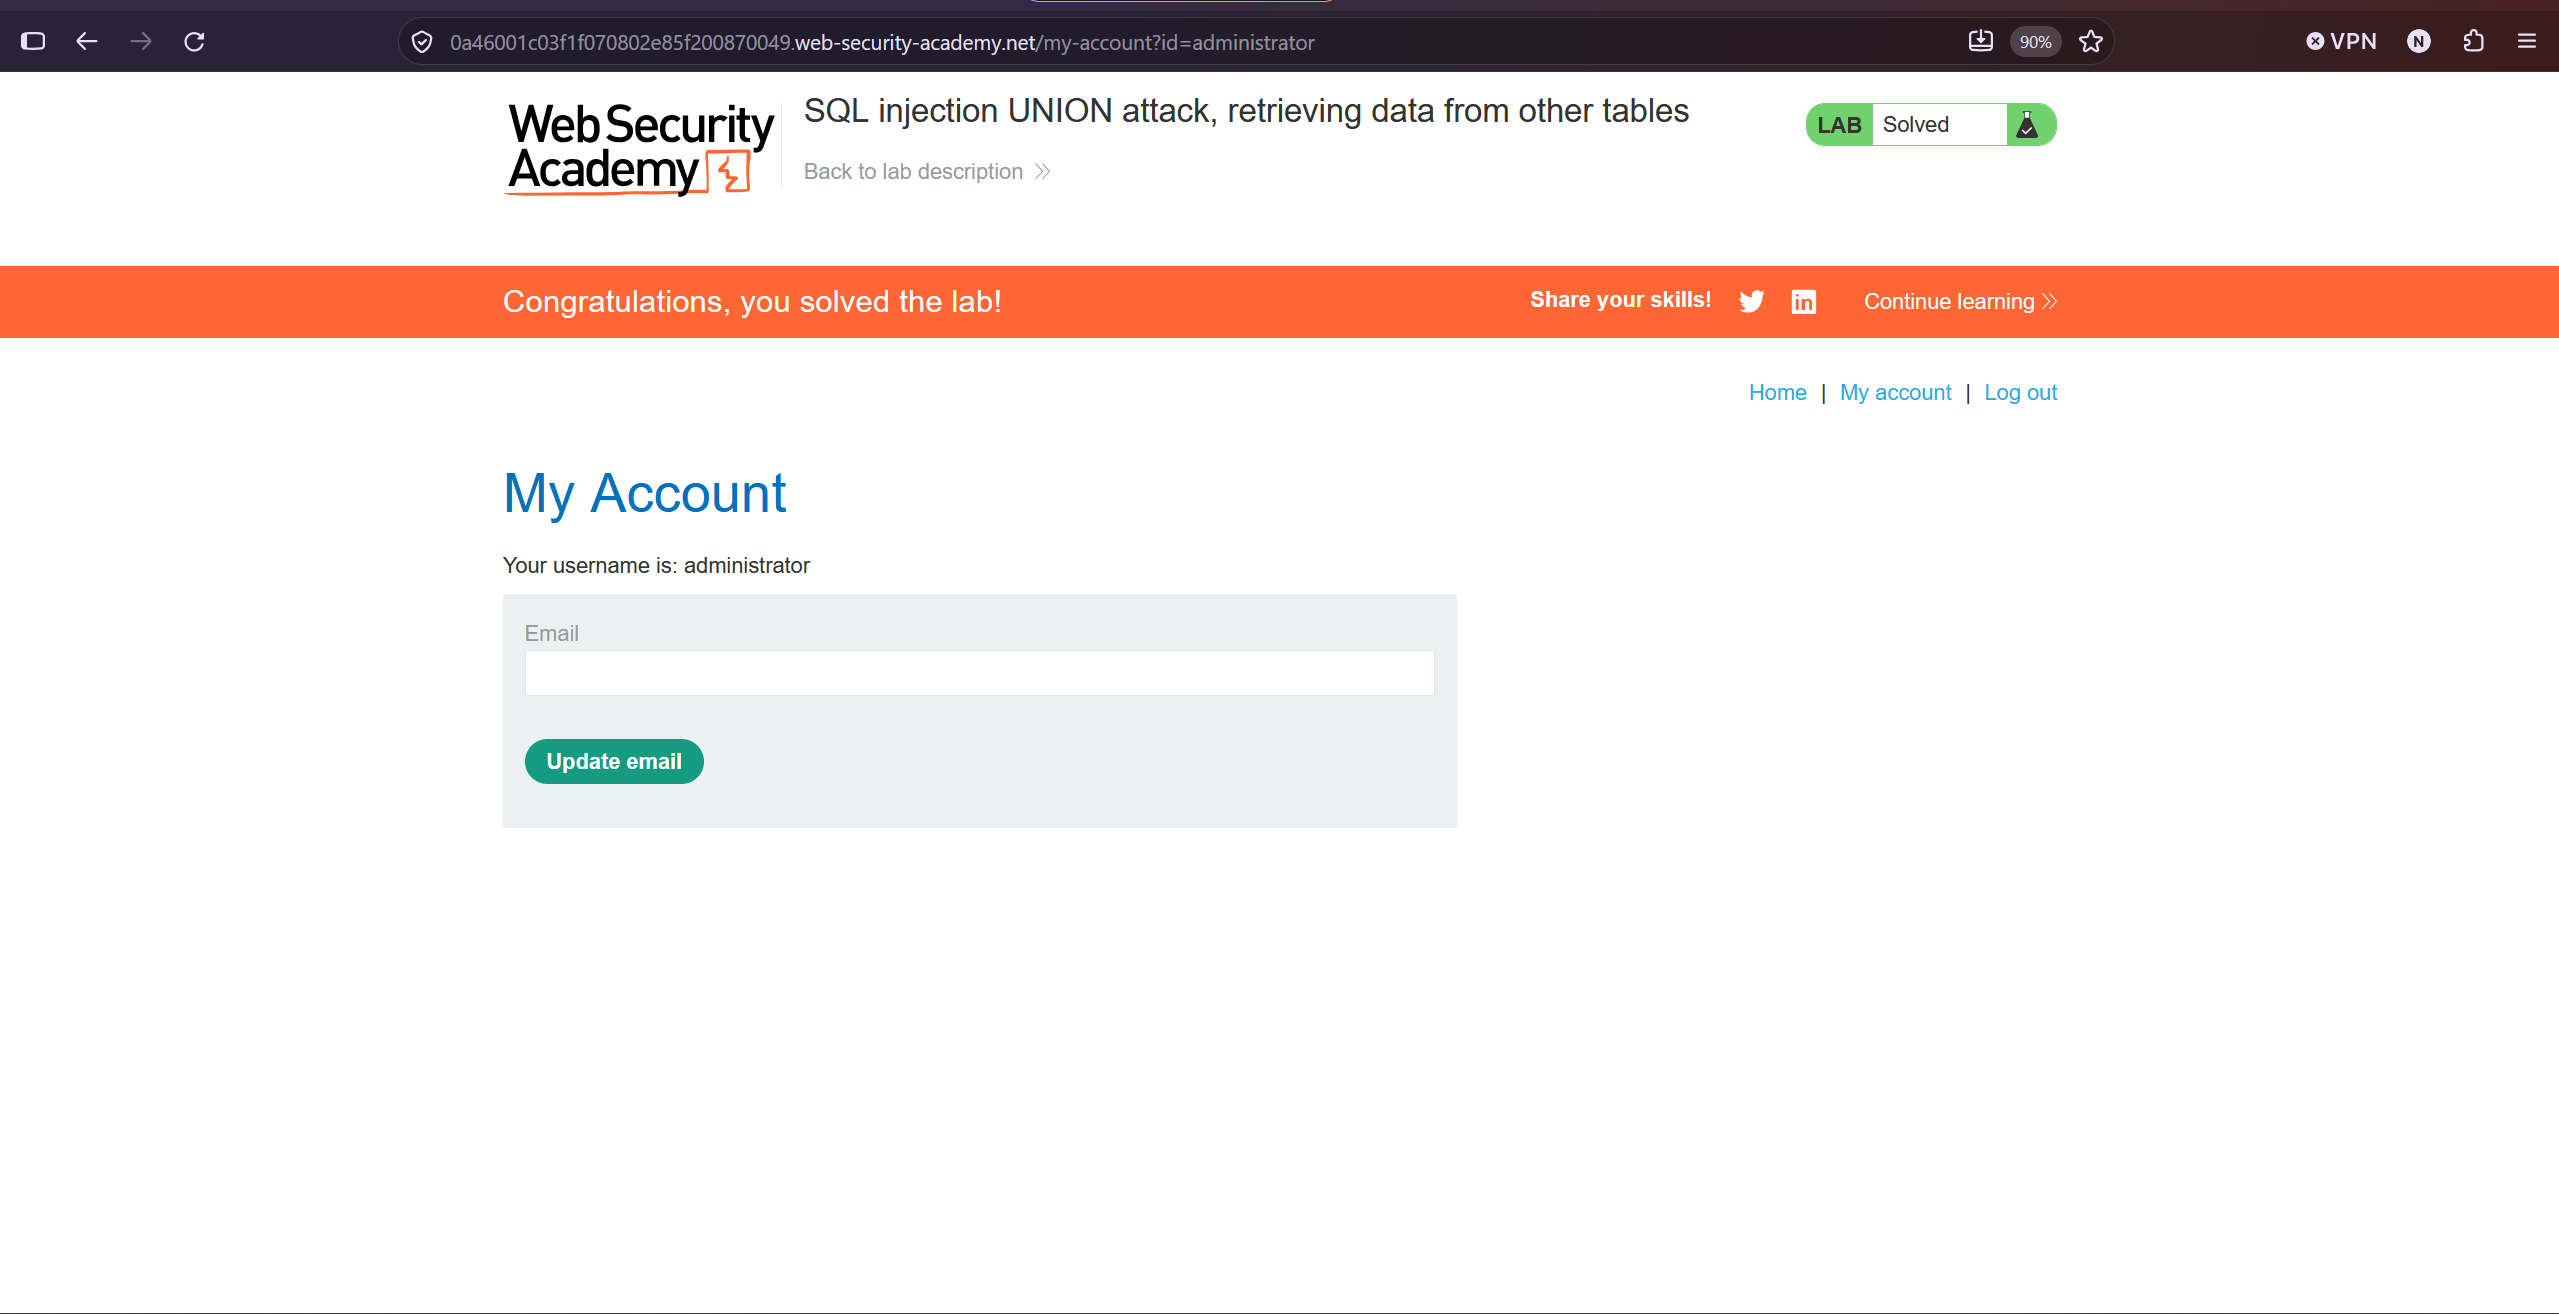 0a46001c03f1f070802e85f200870049.web-security-academy.net/my-account?id=administrator
90%
VPN
N
Web Security
Academy
SQL injection UNION attack, retrieving data from other tables
Back to lab description
LAB Solved
Congratulations, you solved the lab!
Share your skills!
in
Continue learning
Home | My account | Log out
My Account
Your username is: administrator
Email
Update email